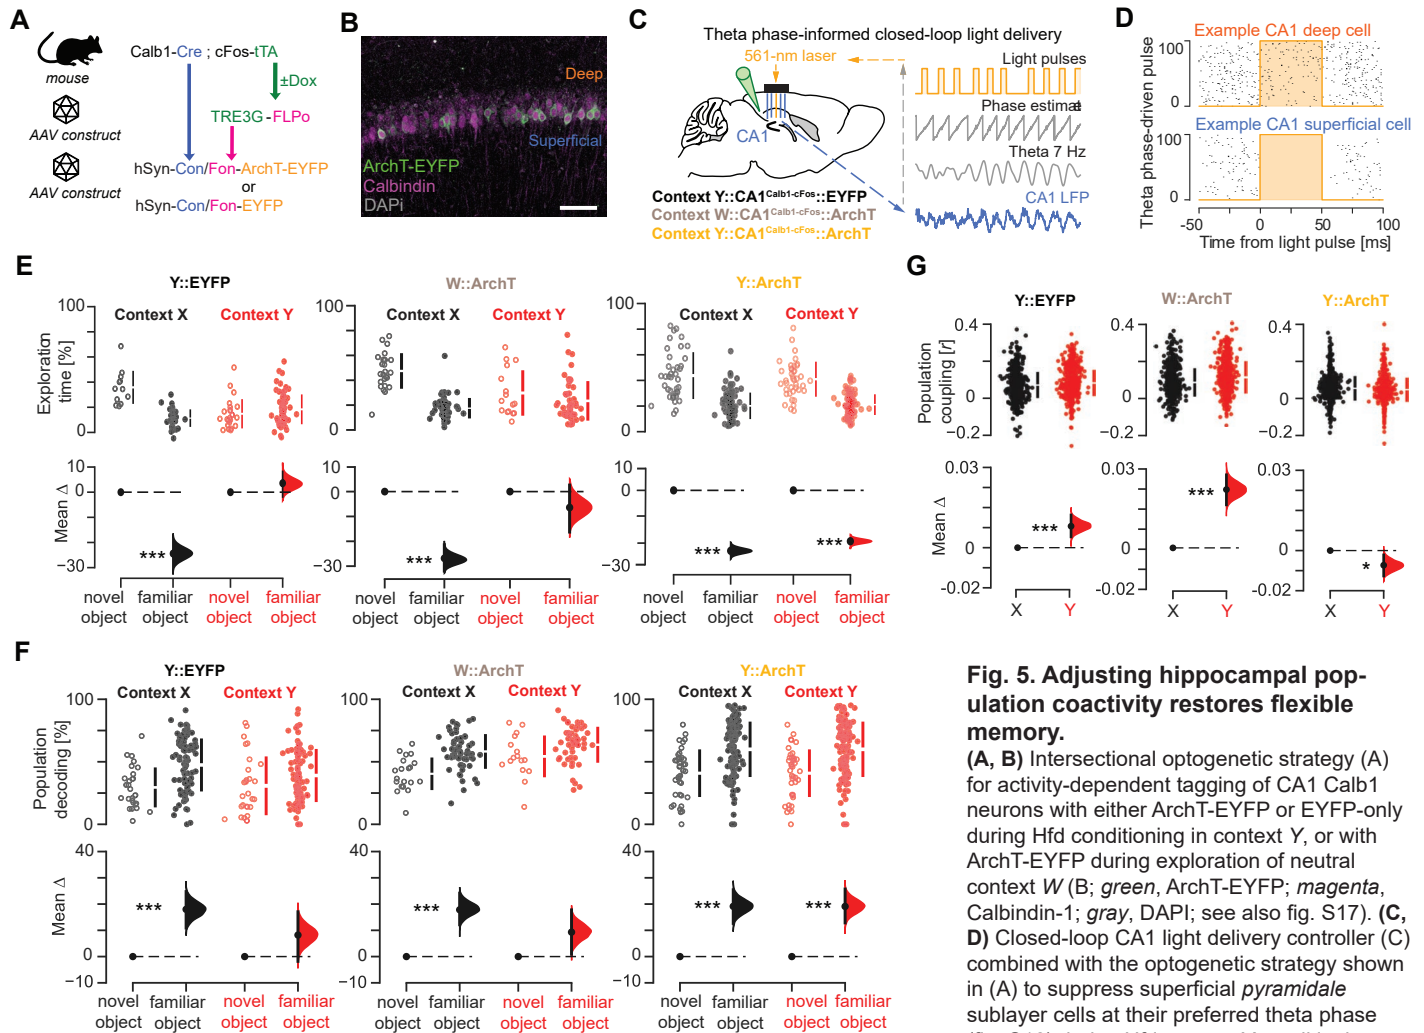 A
Calb1-Cre ; cFos-tTA
±Dox
mouse
TRE3G-FLPo
AAV construct
hSyn-Con/Fon-ArchT-EYFP
AAV construct
or
hSyn-Con/Fon-EYFP
B
Deep
Superficial
ArchT-EYFP
Calbindin
DAPi
C
Theta phase-informed closed-loop light delivery
561-nm laser
Light pulses
Phase estimate
CA1
Theta 7 Hz
CA1 LFP
Context Y::CA1Calb1-cFos::EYFP
Context W::CA1Calb1-cFos::ArchT
Context Y::CA1Calb1-cFos::ArchT
D
Example CA1 deep cell
100
0
Example CA1 superficial cell
100
0
Theta phase-driven pulse
-50 0 50 100
Time from light pulse [ms]
E
Y::EYFP
W::ArchT
Y::ArchT
Context X Context Y
Context X Context Y
Context X Context Y
Exploration
time [%]
100
0
100
0
100
0
Mean Δ
10
0
−30
10
0
−30
10
0
−30
***
***
***
***
novel familiar novel familiar
object object object object
novel familiar novel familiar
object object object object
novel familiar novel familiar
object object object object
G
Y::EYFP
W::ArchT
Y::ArchT
Population
coupling [r]
0.4
0
−0.2
0.4
0
−0.2
0.4
0
−0.2
Mean Δ
0.03
0
−0.02
0.03
0
−0.02
0.03
0
−0.02
***
***
*
X Y
X Y
X Y
F
Y::EYFP
W::ArchT
Y::ArchT
Context X Context Y
Context X Context Y
Context X Context Y
Population
decoding [%]
100
0
100
0
100
0
Mean Δ
40
0
−10
40
0
−10
40
0
−10
***
***
***
***
novel familiar novel familiar
object object object object
novel familiar novel familiar
object object object object
novel familiar novel familiar
object object object object
Fig. 5. Adjusting hippocampal pop-
ulation coactivity restores flexible
memory.
(A, B) Intersectional optogenetic strategy (A)
for activity-dependent tagging of CA1 Calb1
neurons with either ArchT-EYFP or EYFP-only
during Hfd conditioning in context Y, or with
ArchT-EYFP during exploration of neutral
context W (B; green, ArchT-EYFP; magenta,
Calbindin-1; gray, DAPI; see also fig. S17). (C,
D) Closed-loop CA1 light delivery controller (C)
combined with the optogenetic strategy shown
in (A) to suppress superficial pyramidale
sublayer cells at their preferred theta phase